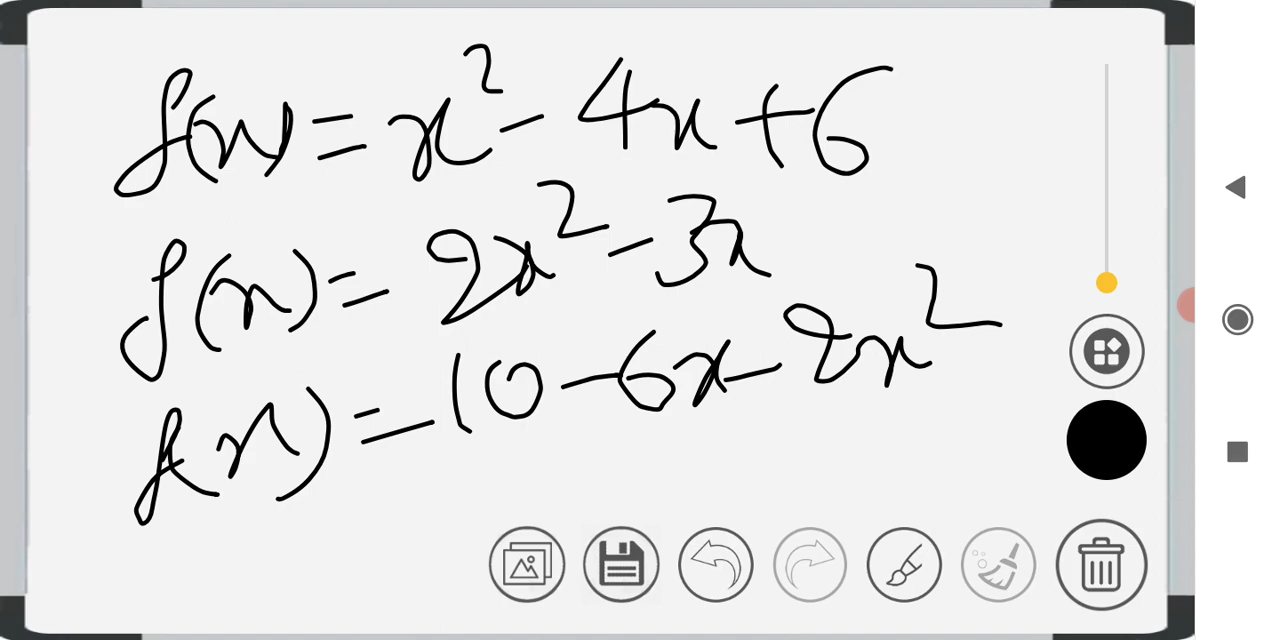 f(x) = x² - 4x + 6
f(x) = 2x² - 3x
f(x) = 10 - 6x - 2x²